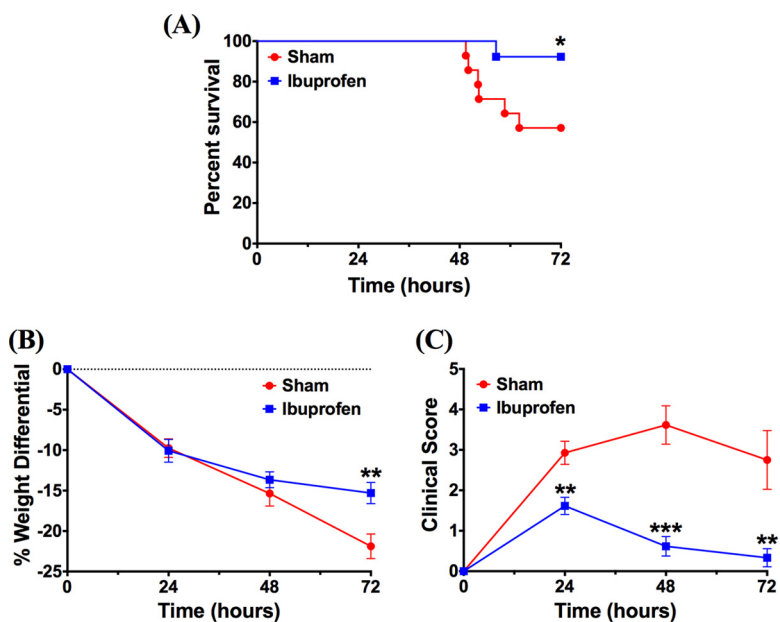 (A)
Percent survival
100
80
60
40
20
0
Sham
Ibuprofen
*
0 24 48 72
Time (hours)
(B)
% Weight Differential
-0
-5
-10
-15
-20
-25
Sham
Ibuprofen
**
0 24 48 72
Time (hours)
(C)
Clinical Score
5
4
3
2
1
0
Sham
Ibuprofen
**
***
**
0 24 48 72
Time (hours)